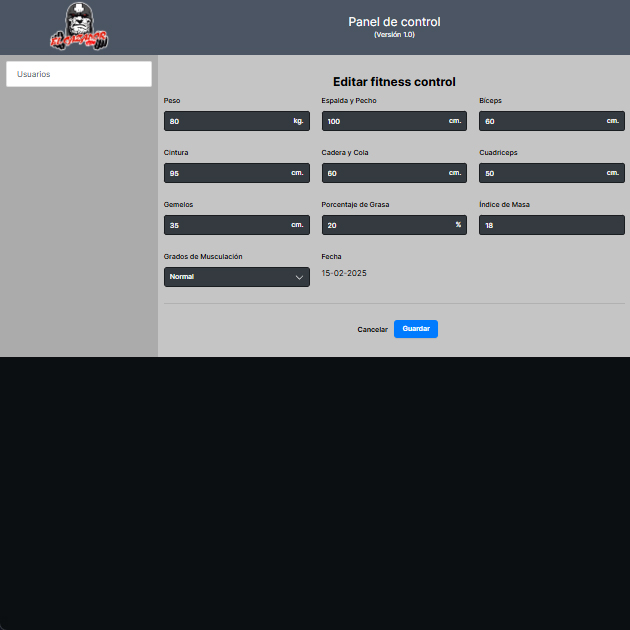 Panel de control
(Versión 1.0)
Usuarios
Editar fitness control
Peso
Espalda y Pecho
Bíceps
80 kg.
100 cm.
60 cm.
Cintura
Cadera y Cola
Cuadríceps
95 cm.
60 cm.
50 cm.
Gemelos
Porcentaje de Grasa
Índice de Masa
35 cm.
20 %
18
Grados de Musculación
Fecha
Normal
15-02-2025
Cancelar
Guardar